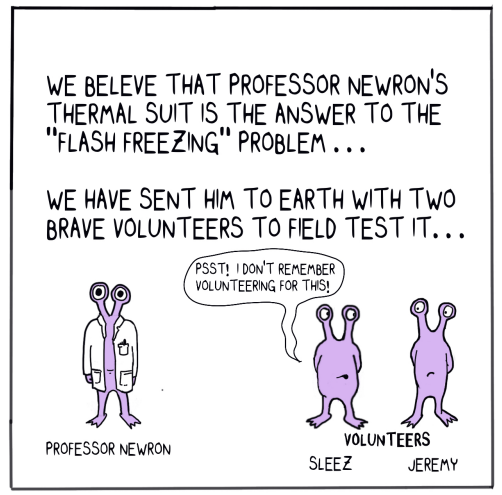 WE BELEVE THAT PROFESSOR NEWRON'S
THERMAL SUIT IS THE ANSWER TO THE
"FLASH FREEZING" PROBLEM ...
WE HAVE SENT HIM TO EARTH WITH TWO
BRAVE VOLUNTEERS TO FIELD TEST IT...
PSST! I DON'T REMEMBER
VOLUNTEERING FOR THIS!
PROFESSOR NEWRON
VOLUNTEERS
SLEEZ JEREMY